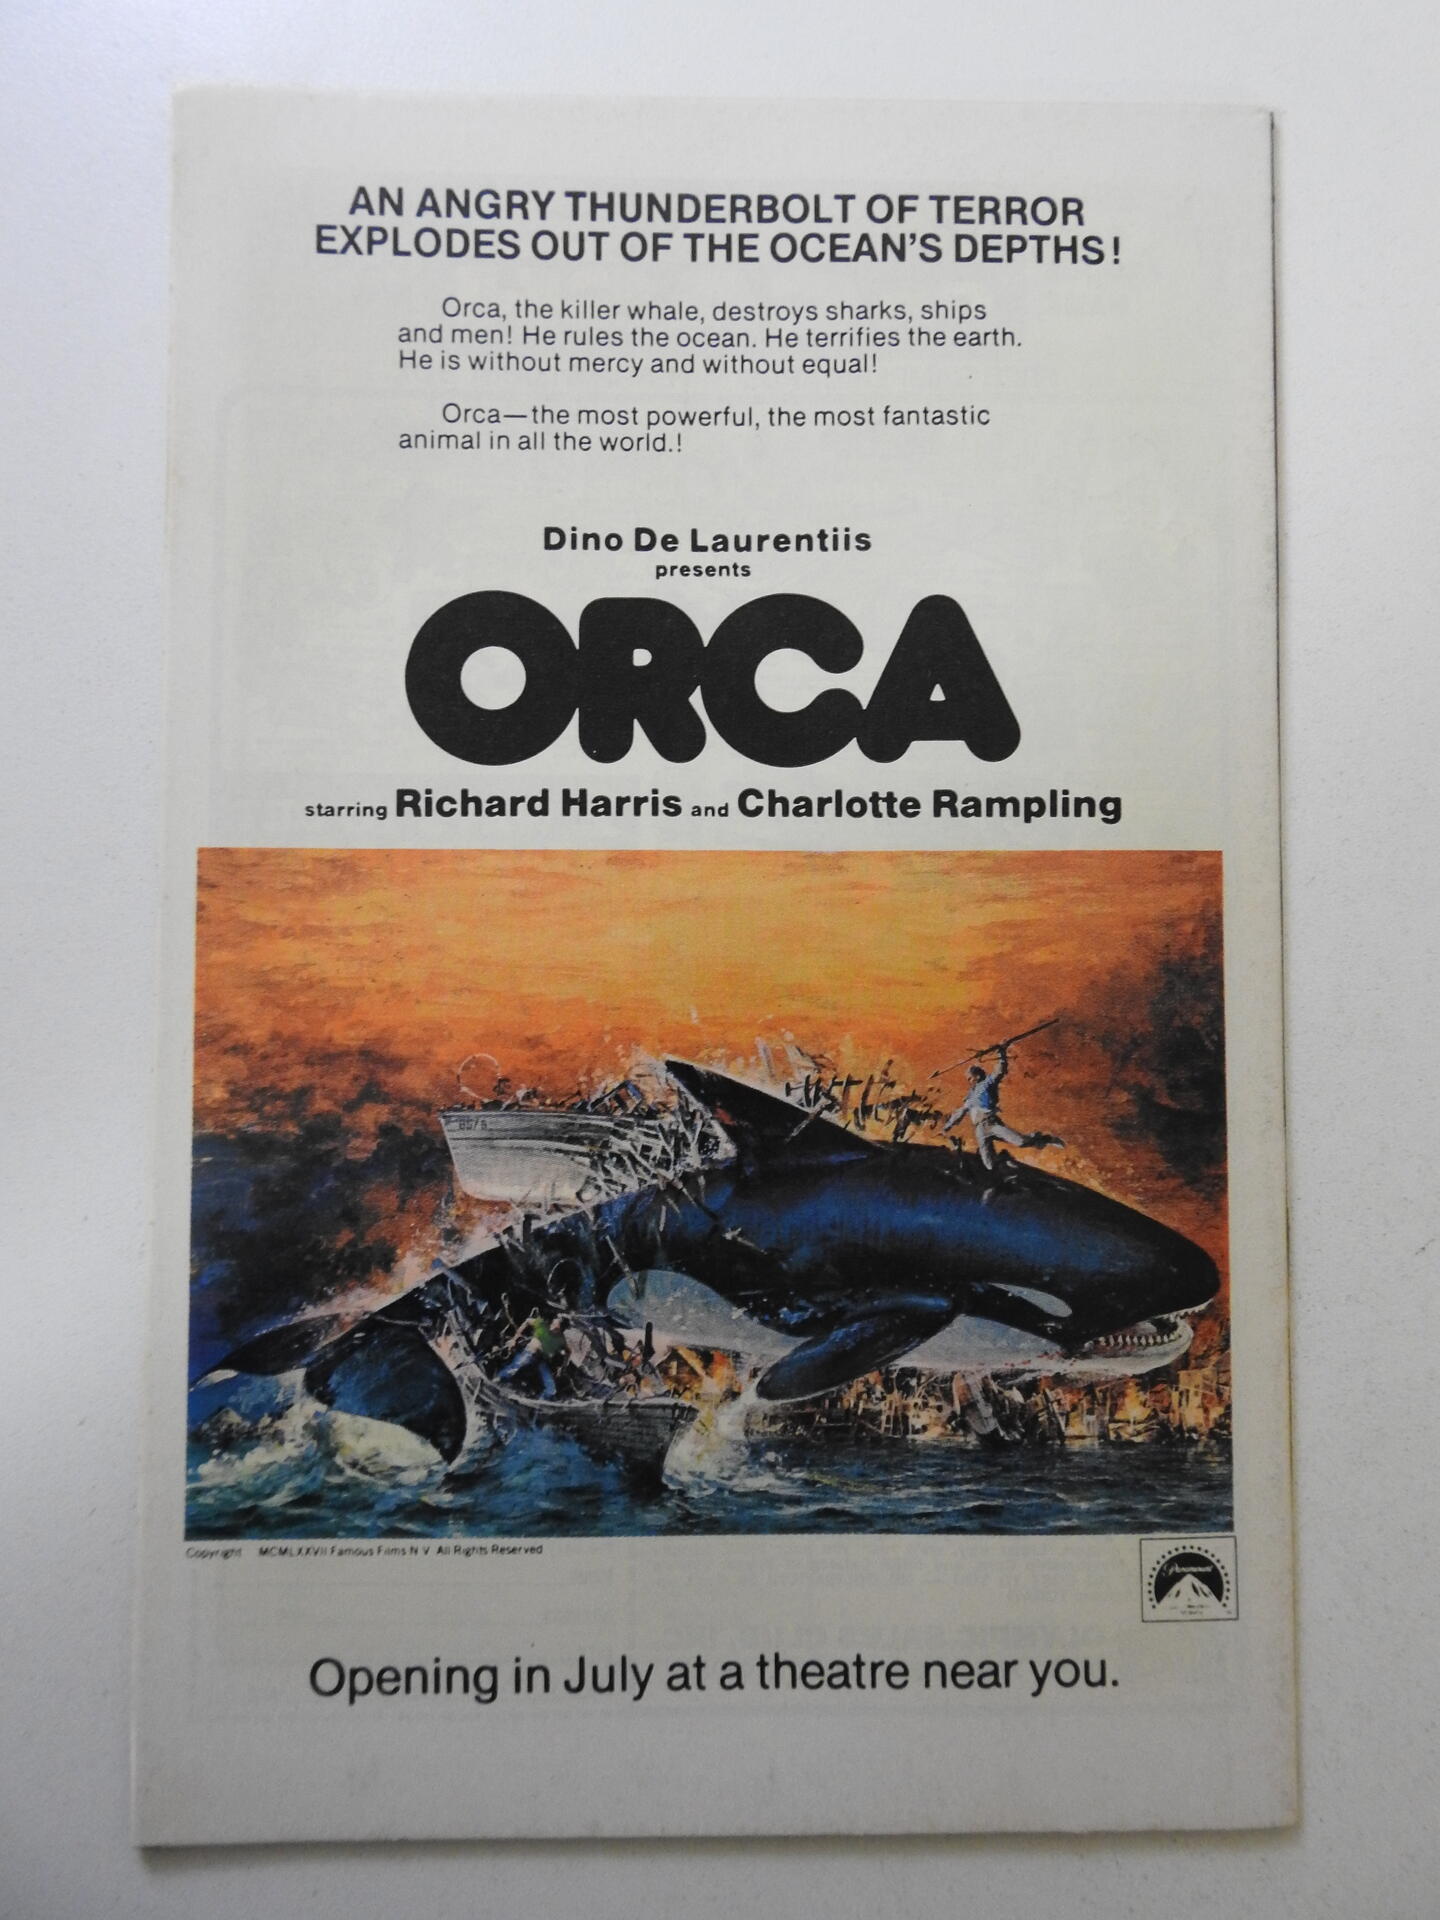 AN ANGRY THUNDERBOLT OF TERROR
EXPLODES OUT OF THE OCEAN'S DEPTHS!
Orca, the killer whale, destroys sharks, ships
and men! He rules the ocean. He terrifies the earth.
He is without mercy and without equal!
Orca—the most powerful, the most fantastic
animal in all the world.!
Dino De Laurentiis
presents
ORCA
starring Richard Harris and Charlotte Rampling
Copyright MCMLXXVII Famous Films N V All Rights Reserved
Paramount
Opening in July at a theatre near you.